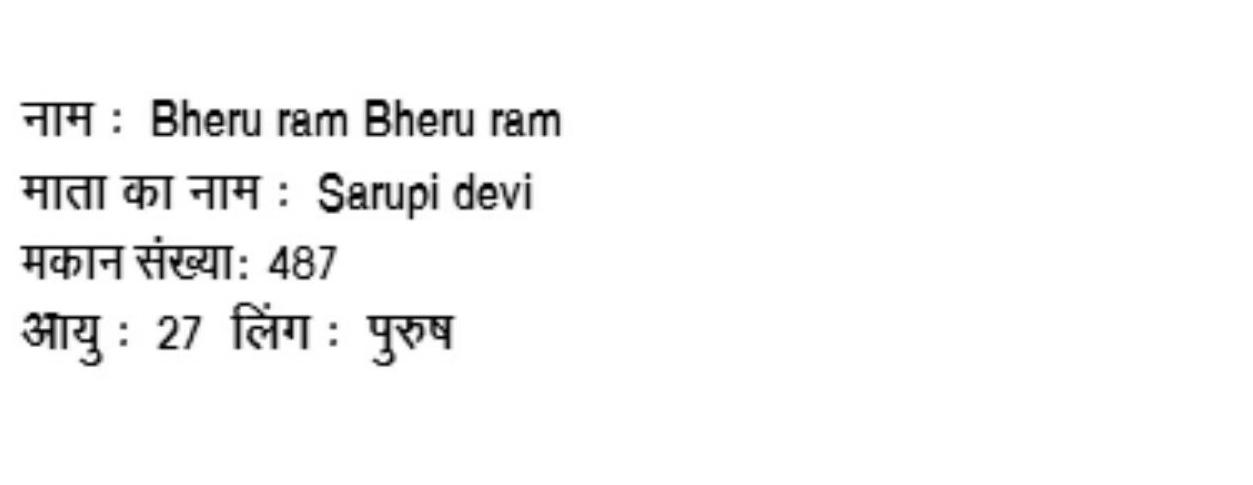 नाम : Bheru ram Bheru ram
माता का नाम : Sarupi devi
मकान संख्या: 487
आयु : 27 लिंग : पुरुष